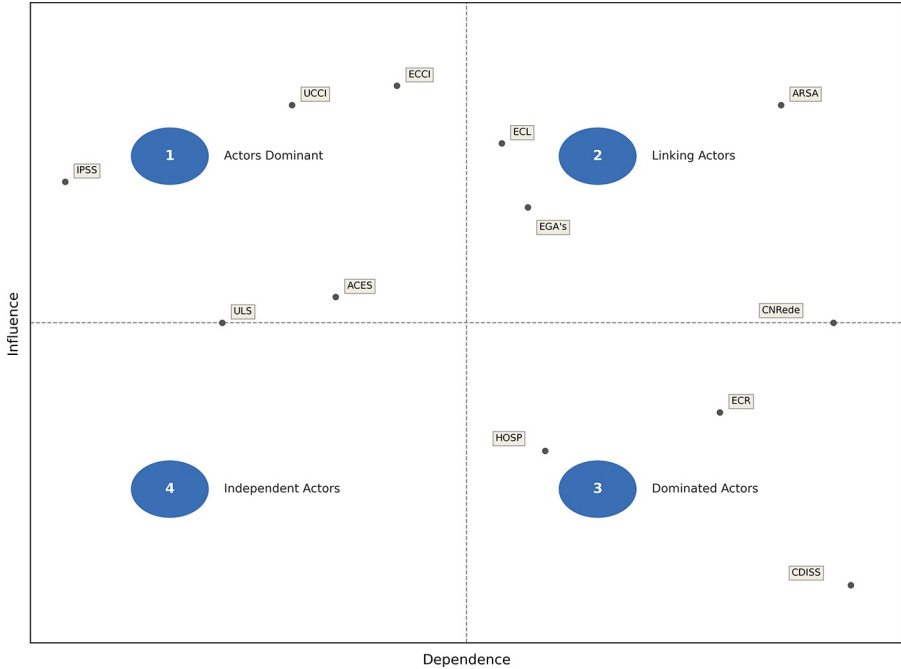 ECCI
UCCI
ARSA
ECL
1
Actors Dominant
2
Linking Actors
IPSS
EGA's
ACES
ULS
CNRede
Influence
ECR
HOSP
4
Independent Actors
3
Dominated Actors
CDISS
Dependence